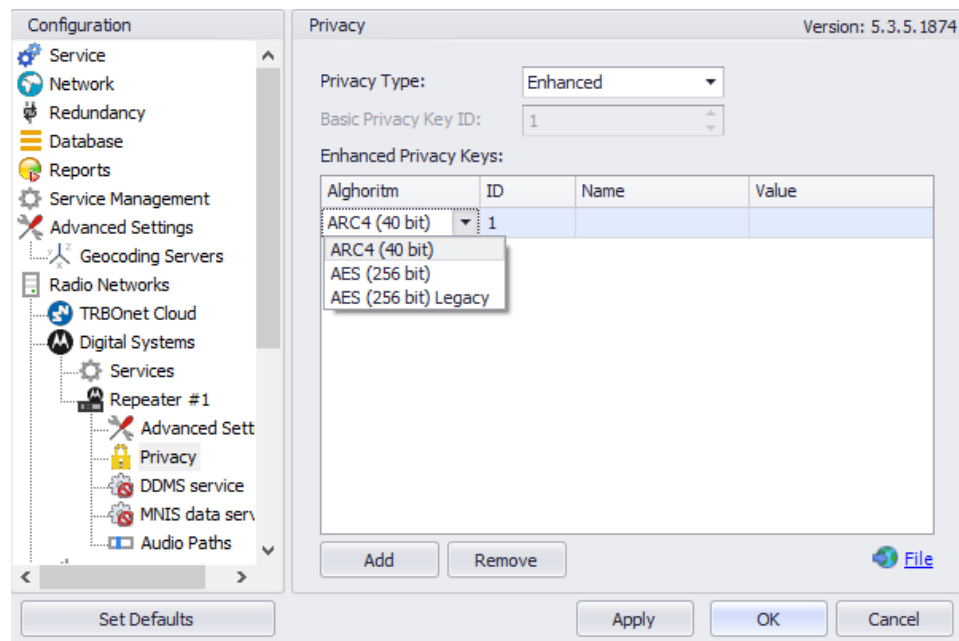 Configuration
Service
Network
Redundancy
Database
Reports
Service Management
Advanced Settings
Geocoding Servers
Radio Networks
TRBOnet Cloud
Digital Systems
Services
Repeater #1
Advanced Sett
Privacy
DDMS service
MNIS data serv
Audio Paths
Set Defaults
Privacy Version: 5.3.5.1874
Privacy Type: Enhanced
Basic Privacy Key ID: 1
Enhanced Privacy Keys:
Alghoritm ID Name Value
ARC4 (40 bit) 1
ARC4 (40 bit)
AES (256 bit)
AES (256 bit) Legacy
Add Remove File
Apply OK Cancel